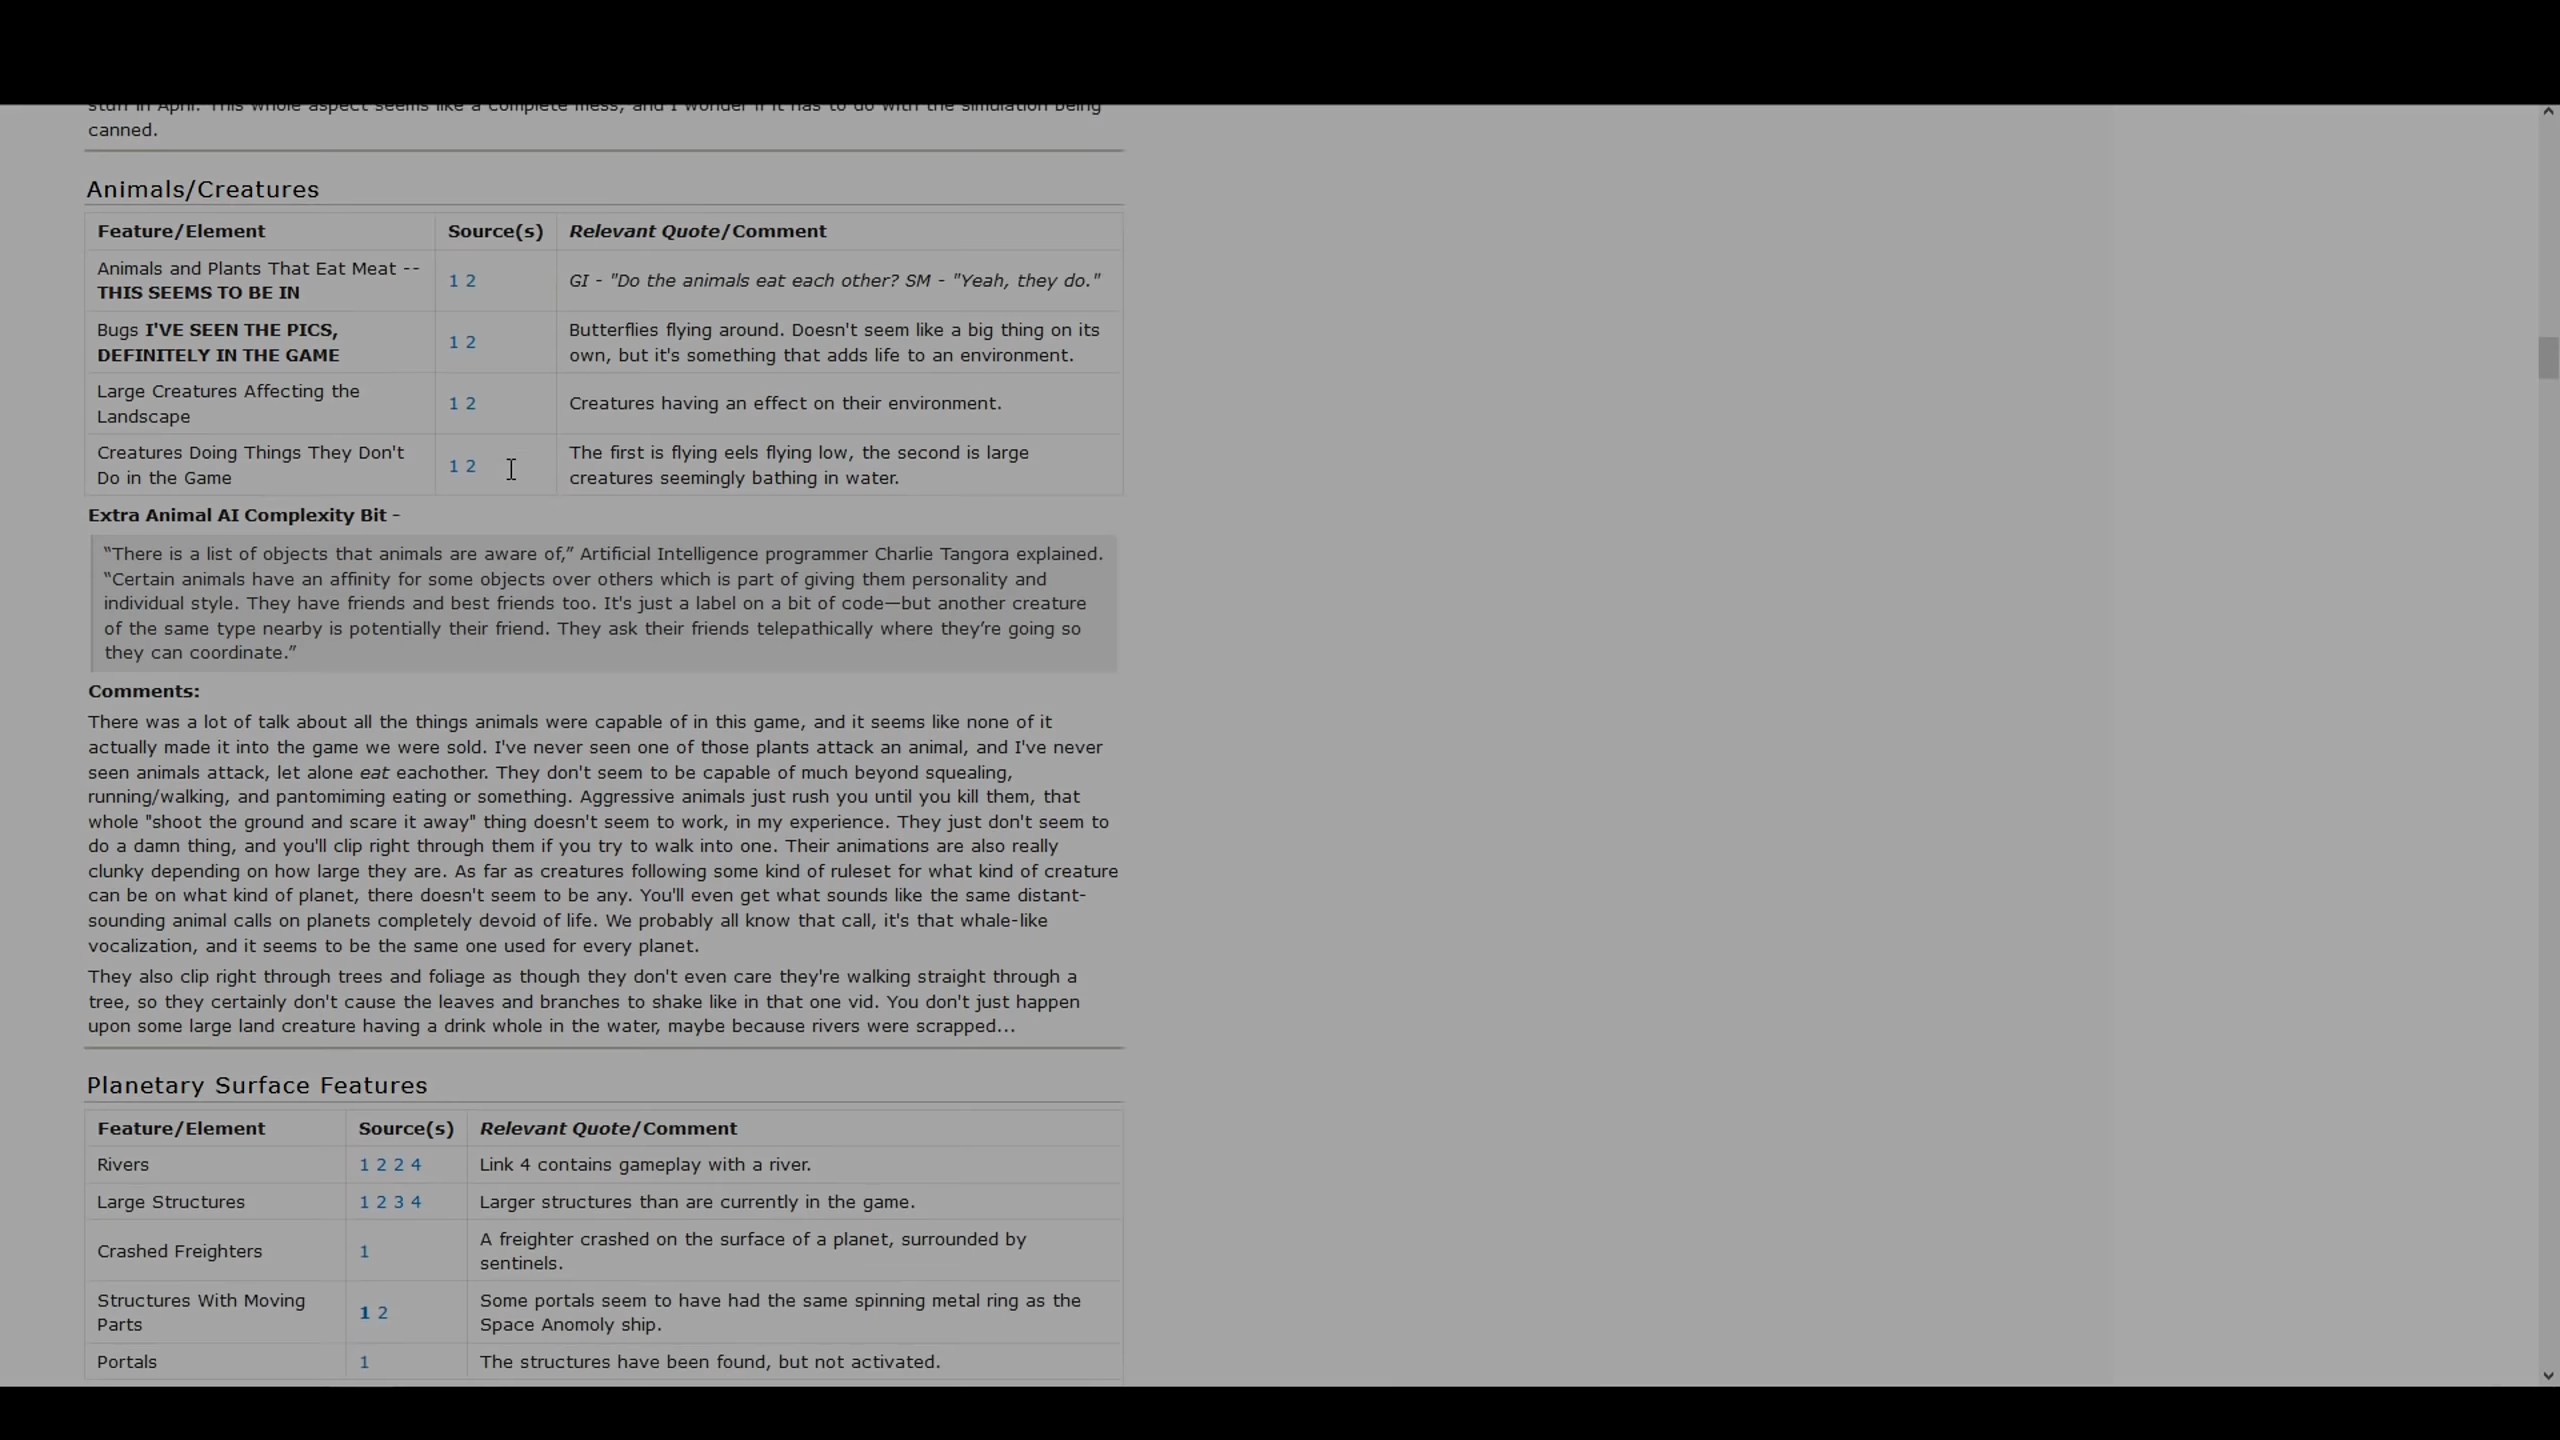 stuff in April. This whole aspect seems like a complete mess, and I wonder if it has to do with the simulation being
canned.
Animals/Creatures
Feature/Element Source(s) Relevant Quote/Comment
Animals and Plants That Eat Meat --
THIS SEEMS TO BE IN
1 2
GI - "Do the animals eat each other? SM - "Yeah, they do."
Bugs I'VE SEEN THE PICS,
DEFINITELY IN THE GAME
1 2
Butterflies flying around. Doesn't seem like a big thing on its
own, but it's something that adds life to an environment.
Large Creatures Affecting the
Landscape
1 2
Creatures having an effect on their environment.
Creatures Doing Things They Don't
Do in the Game
1 2
The first is flying eels flying low, the second is large
creatures seemingly bathing in water.
Extra Animal AI Complexity Bit -
“There is a list of objects that animals are aware of,” Artificial Intelligence programmer Charlie Tangora explained.
“Certain animals have an affinity for some objects over others which is part of giving them personality and
individual style. They have friends and best friends too. It's just a label on a bit of code—but another creature
of the same type nearby is potentially their friend. They ask their friends telepathically where they’re going so
they can coordinate.”
Comments:
There was a lot of talk about all the things animals were capable of in this game, and it seems like none of it
actually made it into the game we were sold. I've never seen one of those plants attack an animal, and I've never
seen animals attack, let alone eat eachother. They don't seem to be capable of much beyond squealing,
running/walking, and pantomiming eating or something. Aggressive animals just rush you until you kill them, that
whole "shoot the ground and scare it away" thing doesn't seem to work, in my experience. They just don't seem to
do a damn thing, and you'll clip right through them if you try to walk into one. Their animations are also really
clunky depending on how large they are. As far as creatures following some kind of ruleset for what kind of creature
can be on what kind of planet, there doesn't seem to be any. You'll even get what sounds like the same distant-
sounding animal calls on planets completely devoid of life. We probably all know that call, it's that whale-like
vocalization, and it seems to be the same one used for every planet.
They also clip right through trees and foliage as though they don't even care they're walking straight through a
tree, so they certainly don't cause the leaves and branches to shake like in that one vid. You don't just happen
upon some large land creature having a drink whole in the water, maybe because rivers were scrapped...
Planetary Surface Features
Feature/Element Source(s) Relevant Quote/Comment
Rivers 1 2 2 4 Link 4 contains gameplay with a river.
Large Structures 1 2 3 4 Larger structures than are currently in the game.
Crashed Freighters 1
A freighter crashed on the surface of a planet, surrounded by
sentinels.
Structures With Moving
Parts
1 2
Some portals seem to have had the same spinning metal ring as the
Space Anomoly ship.
Portals 1 The structures have been found, but not activated.